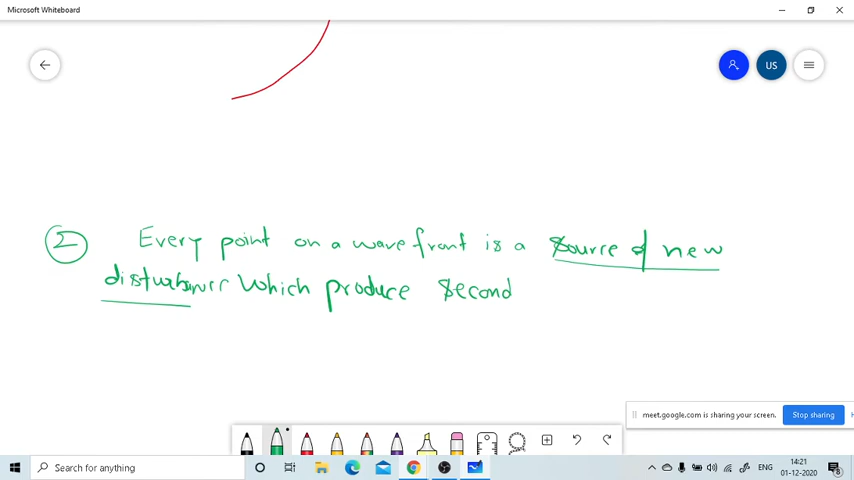 Microsoft Whiteboard
US
2 Every point on a wavefront is a source of new
disturbance which produce second
meet.google.com is sharing your screen. Stop sharing
Search for anything
ENG
14:21
01-12-2020
8